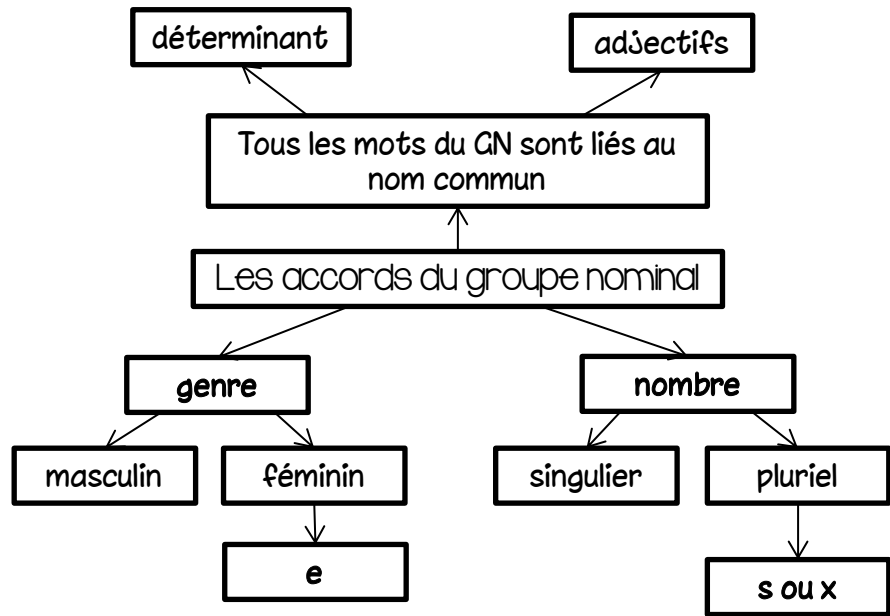 déterminant
adjectifs
Tous les mots du GN sont liés au
nom commun
Les accords du groupe nominal
genre
nombre
masculin
féminin
singulier
pluriel
e
s ou x